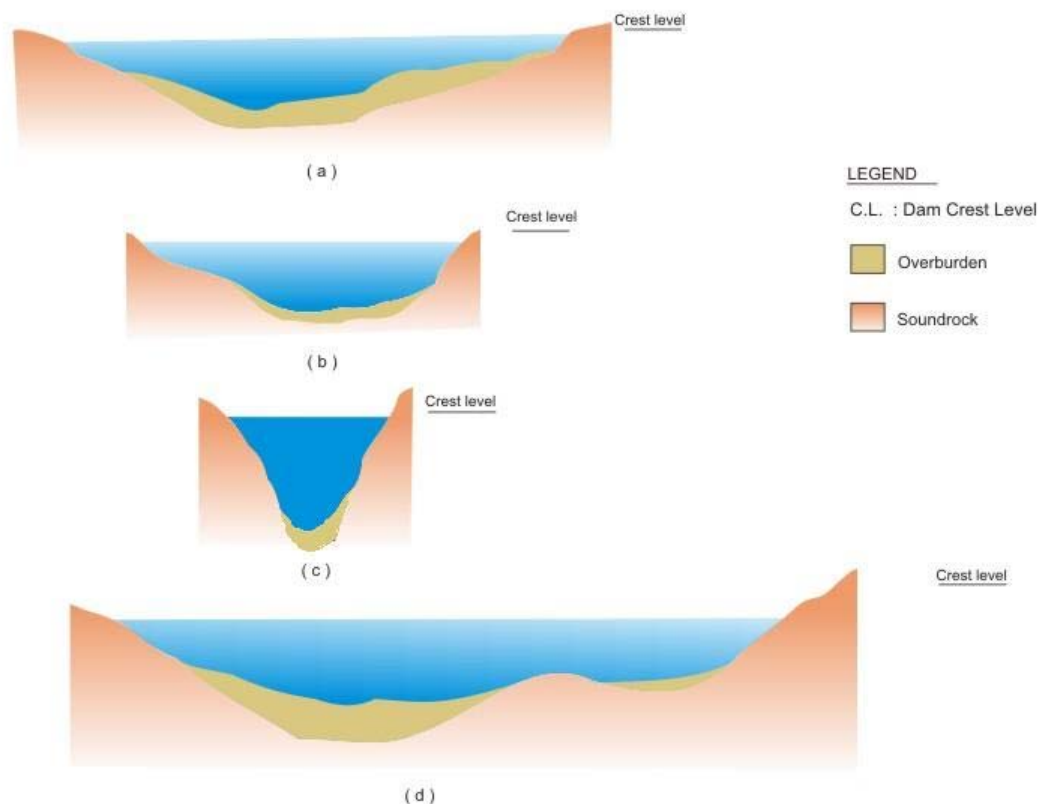 Crest level
( a )
LEGEND
C.L. : Dam Crest Level
Crest level
Overburden
Soundrock
( b )
Crest level
( c )
Crest level
( d )